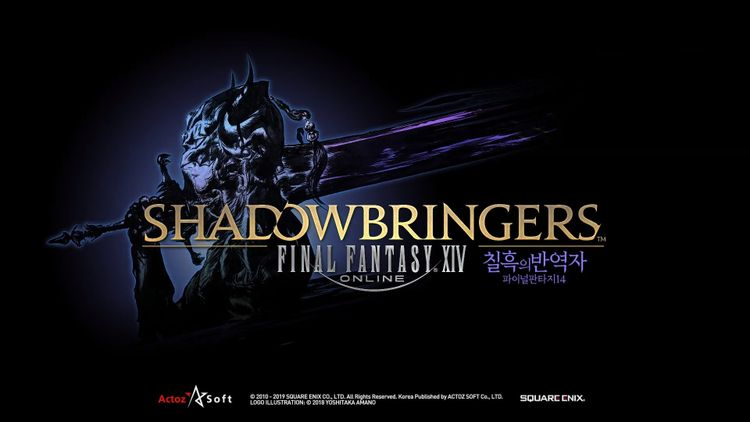 SHADOWBRINGERS™
FINAL FANTASY® XIV
ONLINE
칠흑의 반역자
파이널판타지14
Actoz Soft
© 2010 - 2019 SQUARE ENIX CO., LTD. All Rights Reserved. Korea Published by ACTOZ SOFT Co., LTD.
LOGO ILLUSTRATION: © 2018 YOSHITAKA AMANO
SQUARE ENIX.